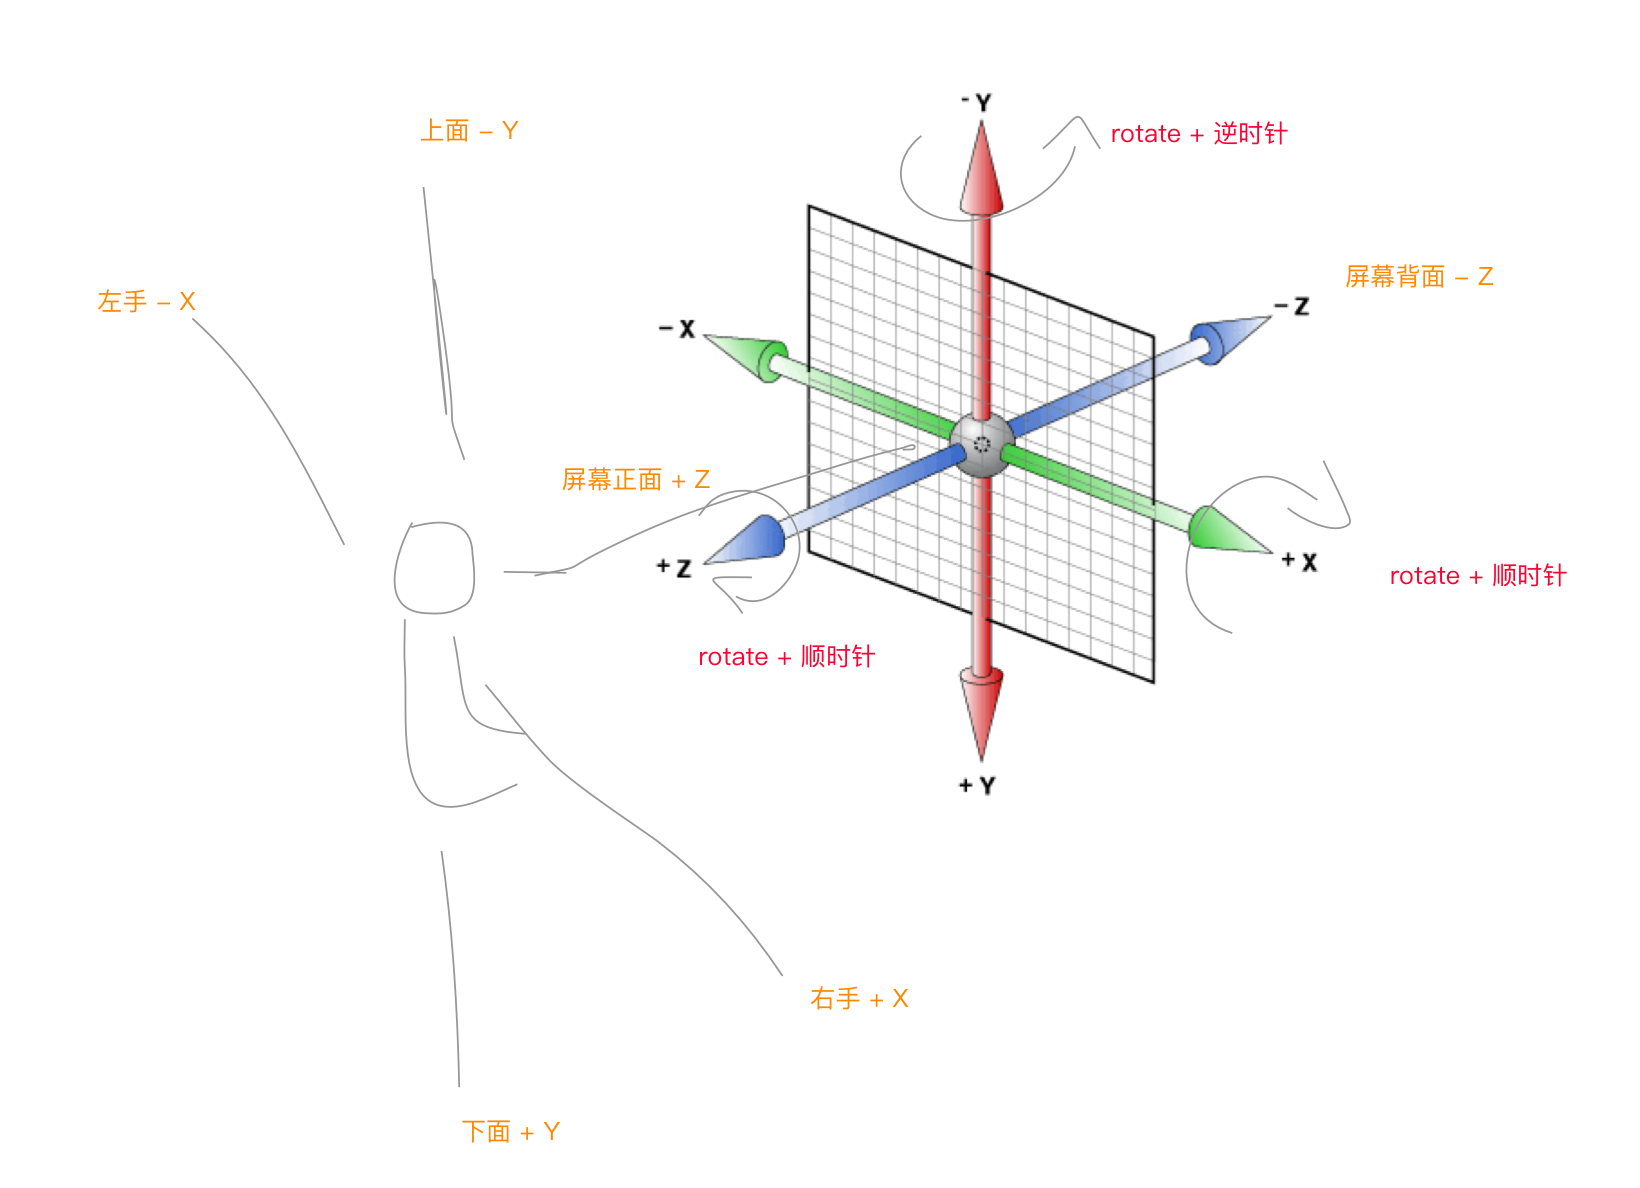 - Y
上面 – Y
rotate + 逆时针
屏幕背面 – Z
左手 – X
– X
– Z
屏幕正面 + Z
+ Z
+ X
rotate + 顺时针
rotate + 顺时针
+ Y
右手 + X
下面 + Y